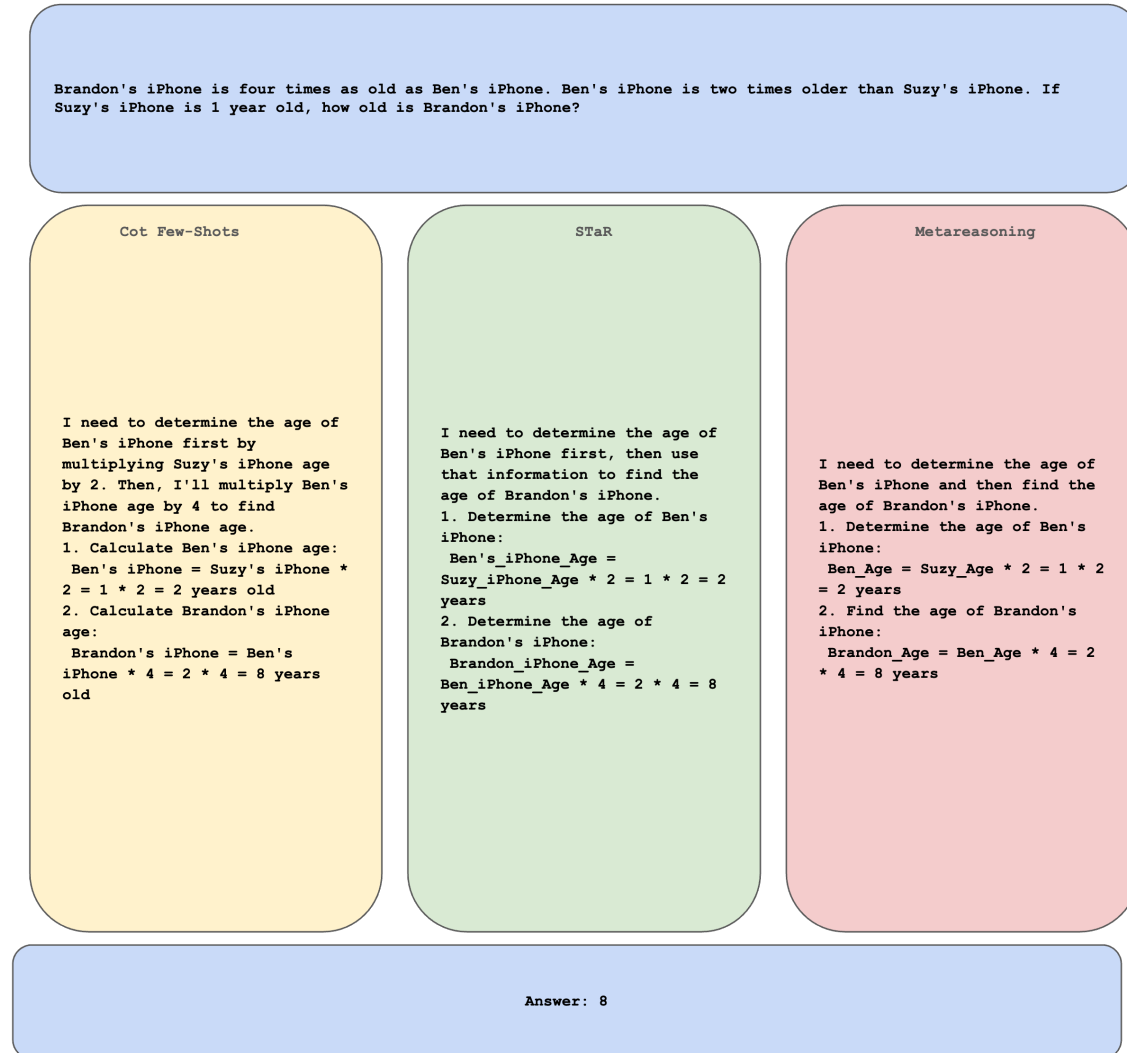 Brandon's iPhone is four times as old as Ben's iPhone. Ben's iPhone is two times older than Suzy's iPhone. If
Suzy's iPhone is 1 year old, how old is Brandon's iPhone?
Cot Few-Shots
I need to determine the age of
Ben's iPhone first by
multiplying Suzy's iPhone age
by 2. Then, I'll multiply Ben's
iPhone age by 4 to find
Brandon's iPhone age.
1. Calculate Ben's iPhone age:
Ben's iPhone = Suzy's iPhone *
2 = 1 * 2 = 2 years old
2. Calculate Brandon's iPhone
age:
Brandon's iPhone = Ben's
iPhone * 4 = 2 * 4 = 8 years
old
STaR
I need to determine the age of
Ben's iPhone first, then use
that information to find the
age of Brandon's iPhone.
1. Determine the age of Ben's
iPhone:
Ben's_iPhone_Age =
Suzy_iPhone_Age * 2 = 1 * 2 = 2
years
2. Determine the age of
Brandon's iPhone:
Brandon_iPhone_Age =
Ben_iPhone_Age * 4 = 2 * 4 = 8
years
Metareasoning
I need to determine the age of
Ben's iPhone and then find the
age of Brandon's iPhone.
1. Determine the age of Ben's
iPhone:
Ben_Age = Suzy_Age * 2 = 1 * 2
= 2 years
2. Find the age of Brandon's
iPhone:
Brandon_Age = Ben_Age * 4 = 2
* 4 = 8 years
Answer: 8